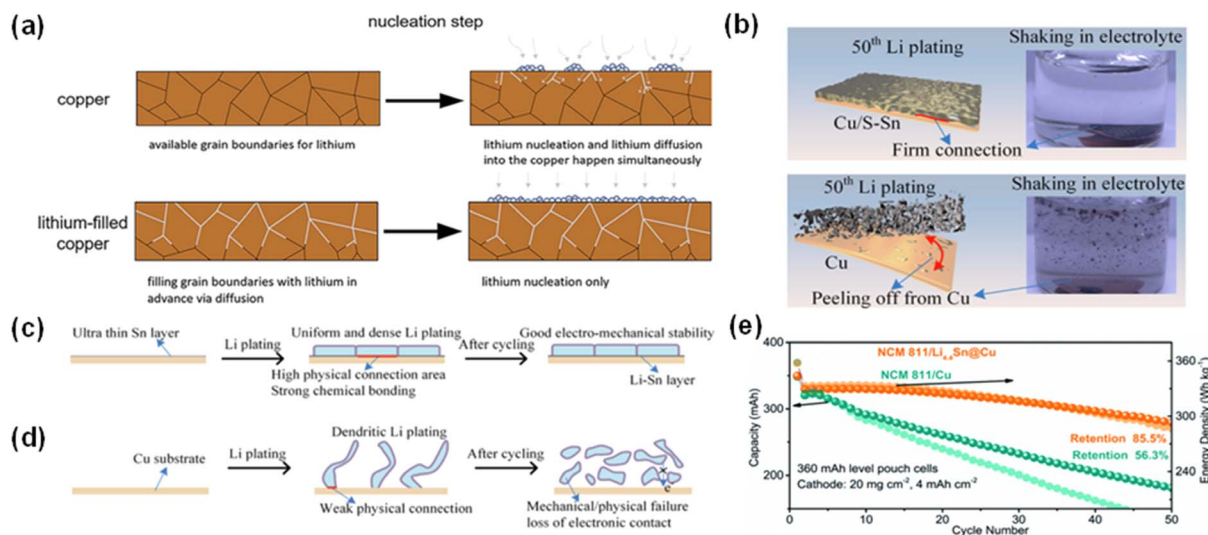 (a)
nucleation step
copper
available grain boundaries for lithium
lithium nucleation and lithium diffusion
into the copper happen simultaneously
lithium-filled
copper
filling grain boundaries with lithium in
advance via diffusion
lithium nucleation only
(b)
50th Li plating
Shaking in electrolyte
Cu/S-Sn
Firm connection
50th Li plating
Shaking in electrolyte
Cu
Peeling off from Cu
(c)
Ultra thin Sn layer
Li plating
Uniform and dense Li plating
After cycling
Good electro-mechanical stability
High physical connection area
Strong chemical bonding
Li-Sn layer
(d)
Cu substrate
Li plating
Dendritic Li plating
After cycling
Weak physical connection
Mechanical/physical failure
loss of electronic contact
(e)
NCM 811/Li4.4Sn@Cu
NCM 811/Cu
Retention 85.5%
Retention 56.3%
360 mAh level pouch cells
Cathode: 20 mg cm-2, 4 mAh cm-2
Capacity (mAh)
400
300
200
Energy Density (Wh kg-1)
360
300
240
0 10 20 30 40 50
Cycle Number